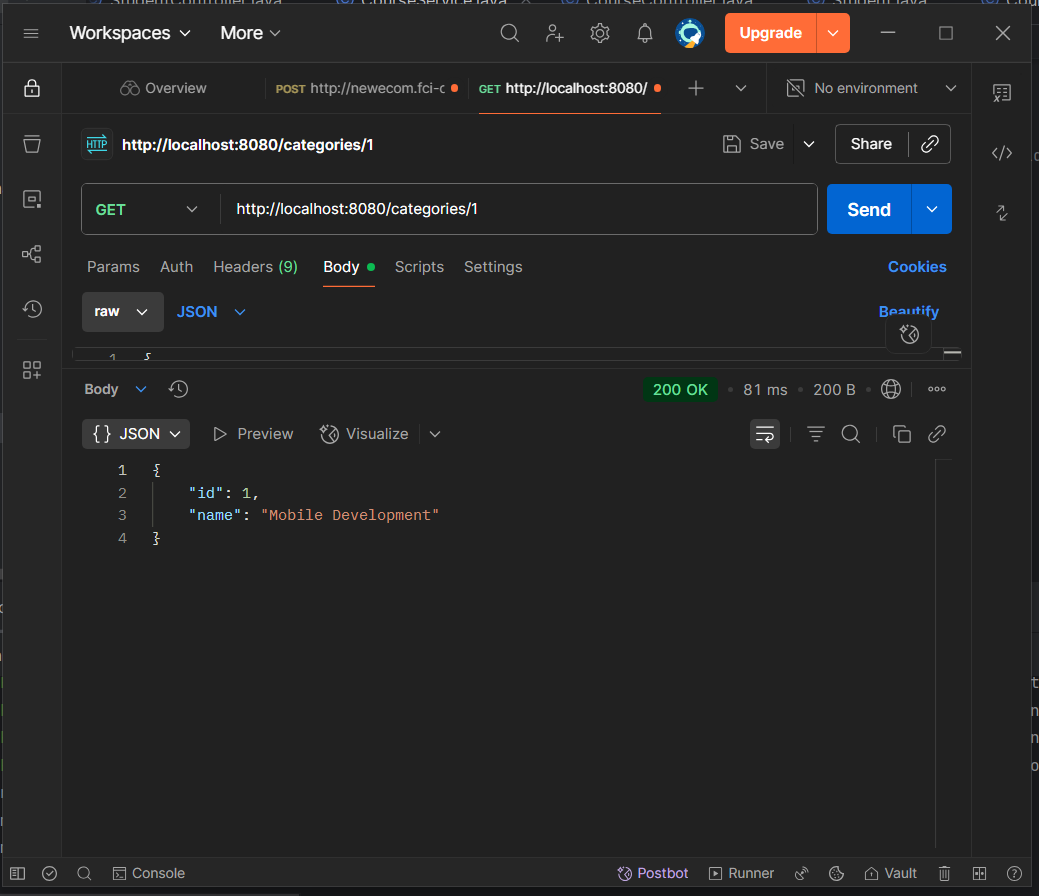 Workspaces More Upgrade
Overview POST http://newecom.fci-c GET http://localhost:8080/ No environment
HTTP http://localhost:8080/categories/1 Save Share
GET http://localhost:8080/categories/1 Send
Params Auth Headers (9) Body Scripts Settings Cookies
raw JSON Beautify
1 {
Body 200 OK 81 ms 200 B
{} JSON Preview Visualize
1 {
2 "id": 1,
3 "name": "Mobile Development"
4 }
Console Postbot Runner Vault